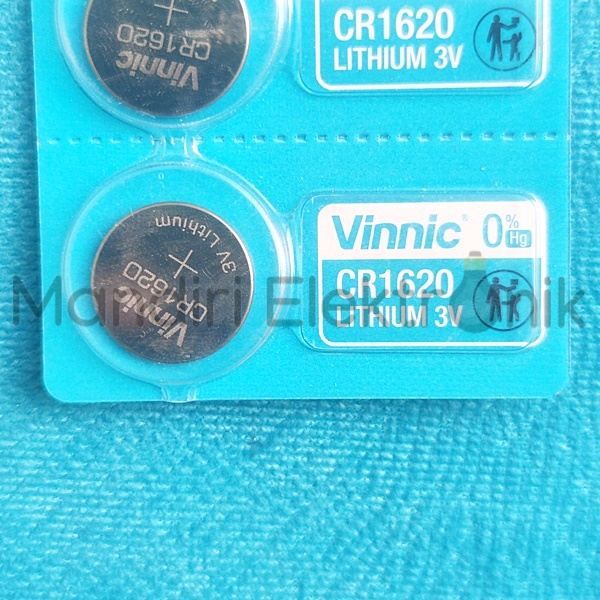 +
CR1620
Vinnic
CR1620
LITHIUM 3V
3V Lithium
+
CR1620
Vinnic
Vinnic® 0% Hg
CR1620
LITHIUM 3V
Mandiri Elektronik